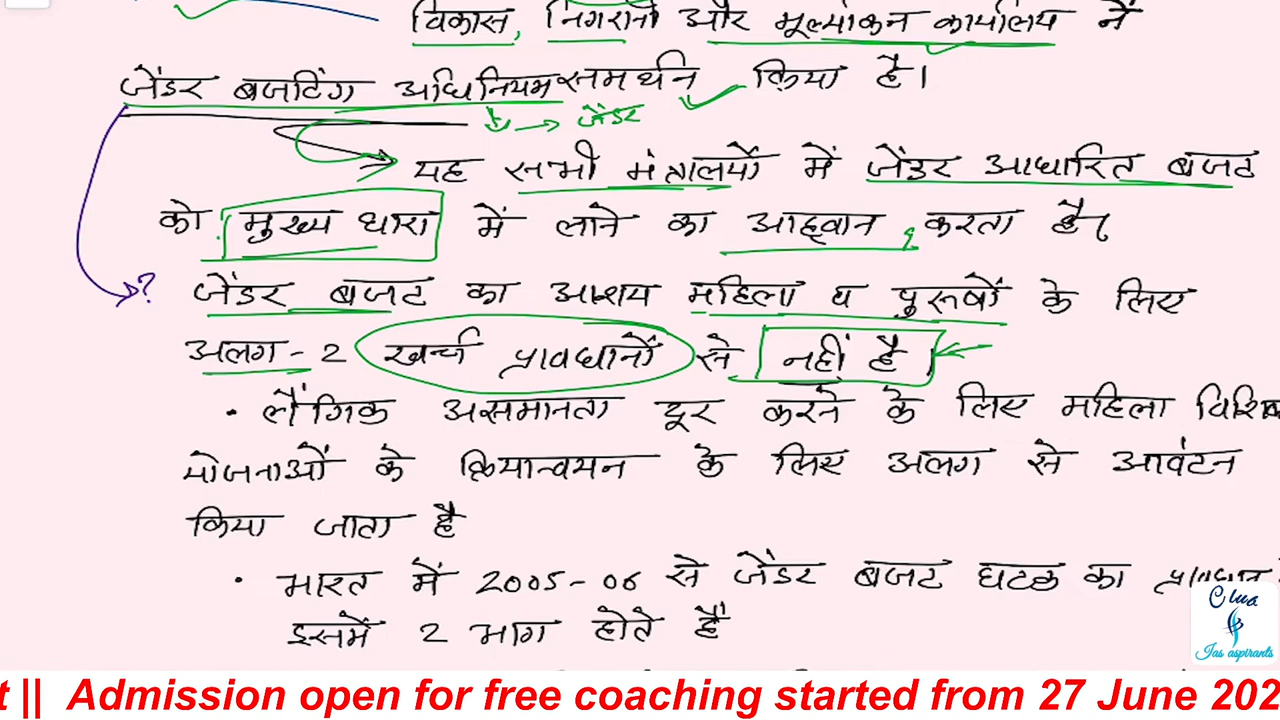 विकास, निगरानी और मूल्यांकन कार्यालय ने
जेंडर बजटिंग अधिनियम समर्थन किया है।
→ जेंडर
यह सभी मंत्रालयों में जेंडर आधारित बजट
को मुख्य धारा में लाने का आह्वान करता है।
? जेंडर बजट का आशय महिला व पुरूषों के लिए
अलग-2 खर्च प्रावधानों से नहीं है।
• लैंगिक असमानता दूर करने के लिए महिला
योजनाओं के क्रियान्वयन के लिए अलग से आवंटन
किया जाता है
• भारत में 2005-06 से जेंडर बजट घटक का प्रावधान
इसमें 2 भाग होते हैं
Clue
Ias aspirants
t || Admission open for free coaching started from 27 June 202